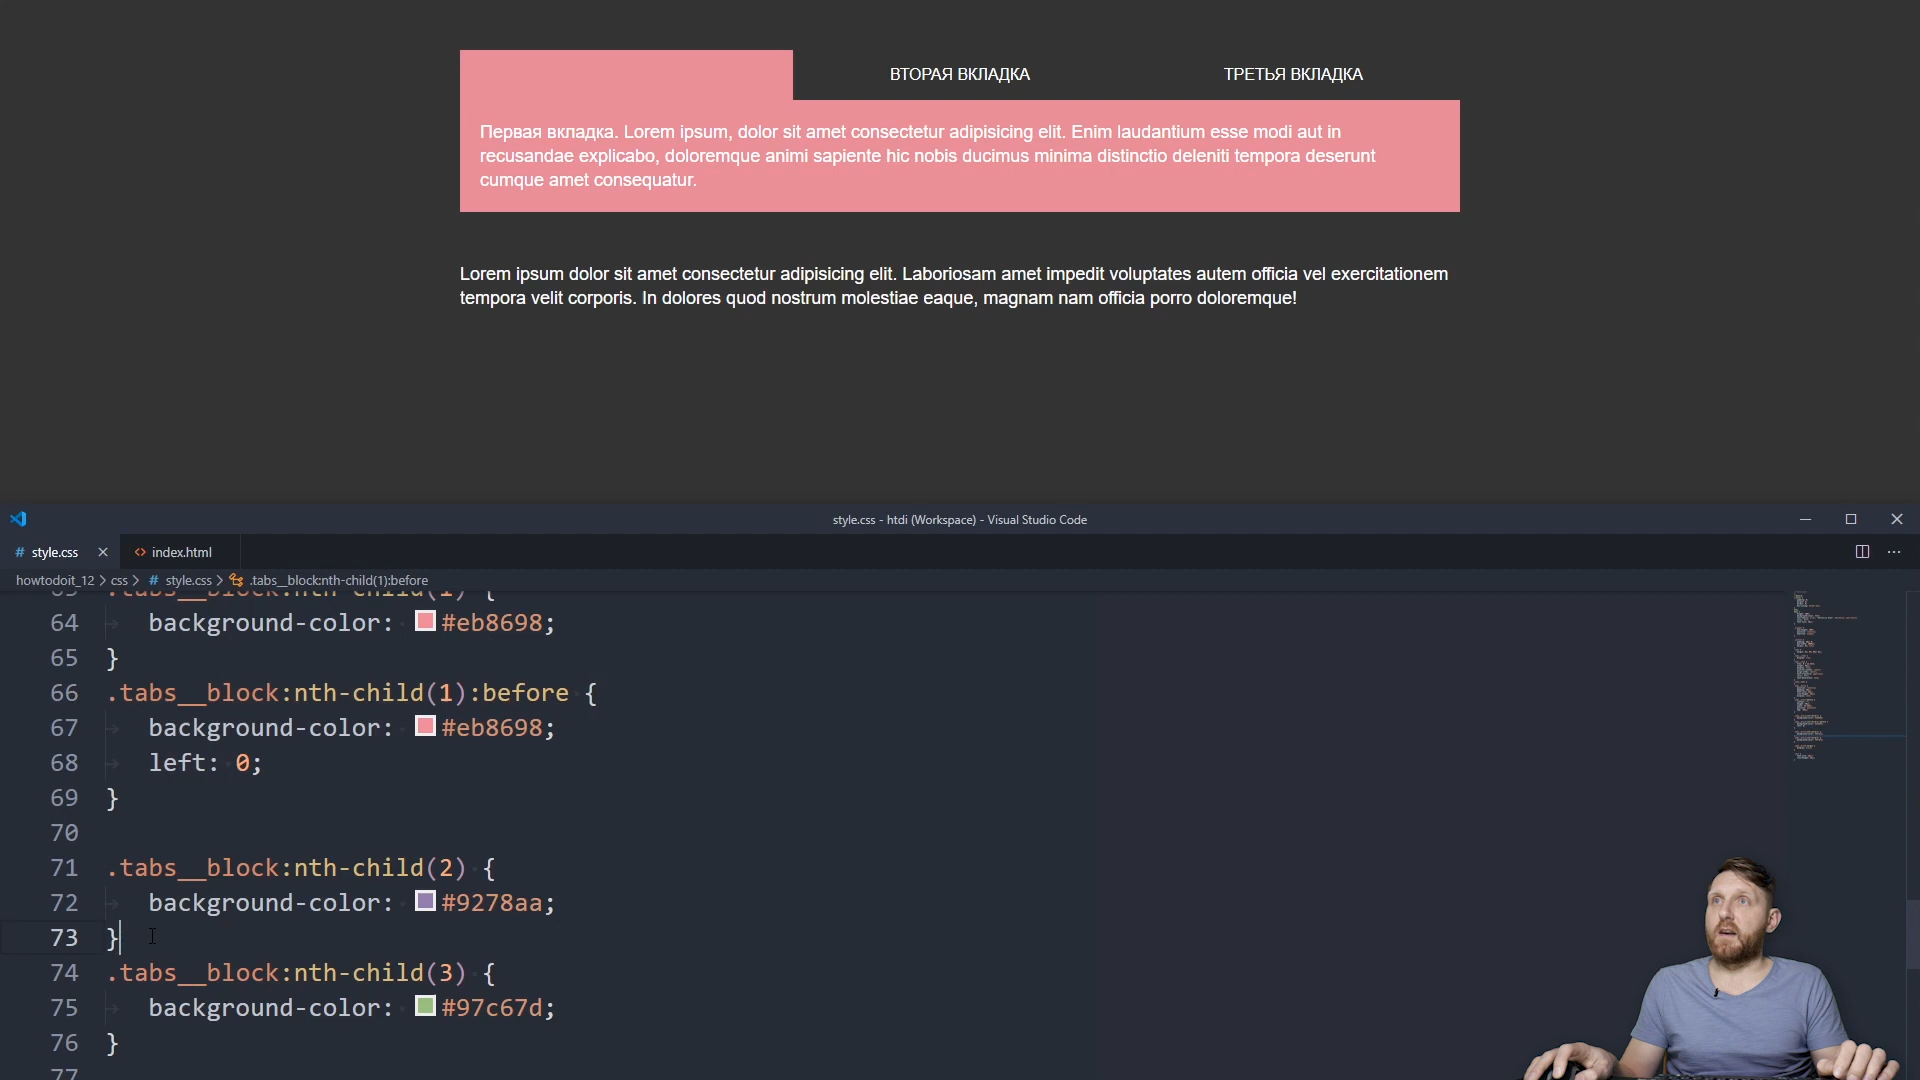 ВТОРАЯ ВКЛАДКА
ТРЕТЬЯ ВКЛАДКА
Первая вкладка. Lorem ipsum, dolor sit amet consectetur adipisicing elit. Enim laudantium esse modi aut in
recusandae explicabo, doloremque animi sapiente hic nobis ducimus minima distinctio deleniti tempora deserunt
cumque amet consequatur.
Lorem ipsum dolor sit amet consectetur adipisicing elit. Laboriosam amet impedit voluptates autem officia vel exercitationem
tempora velit corporis. In dolores quod nostrum molestiae eaque, magnam nam officia porro doloremque!
style.css - htdi (Workspace) - Visual Studio Code
# style.css
<> index.html
howtodoit_12 > css > # style.css > .tabs__block:nth-child(1):before
63 .tabs__block:nth-child(1) {
64 background-color: #eb8698;
65 }
66 .tabs__block:nth-child(1):before {
67 background-color: #eb8698;
68 left: 0;
69 }
70
71 .tabs__block:nth-child(2) {
72 background-color: #9278aa;
73 }
74 .tabs__block:nth-child(3) {
75 background-color: #97c67d;
76 }
77